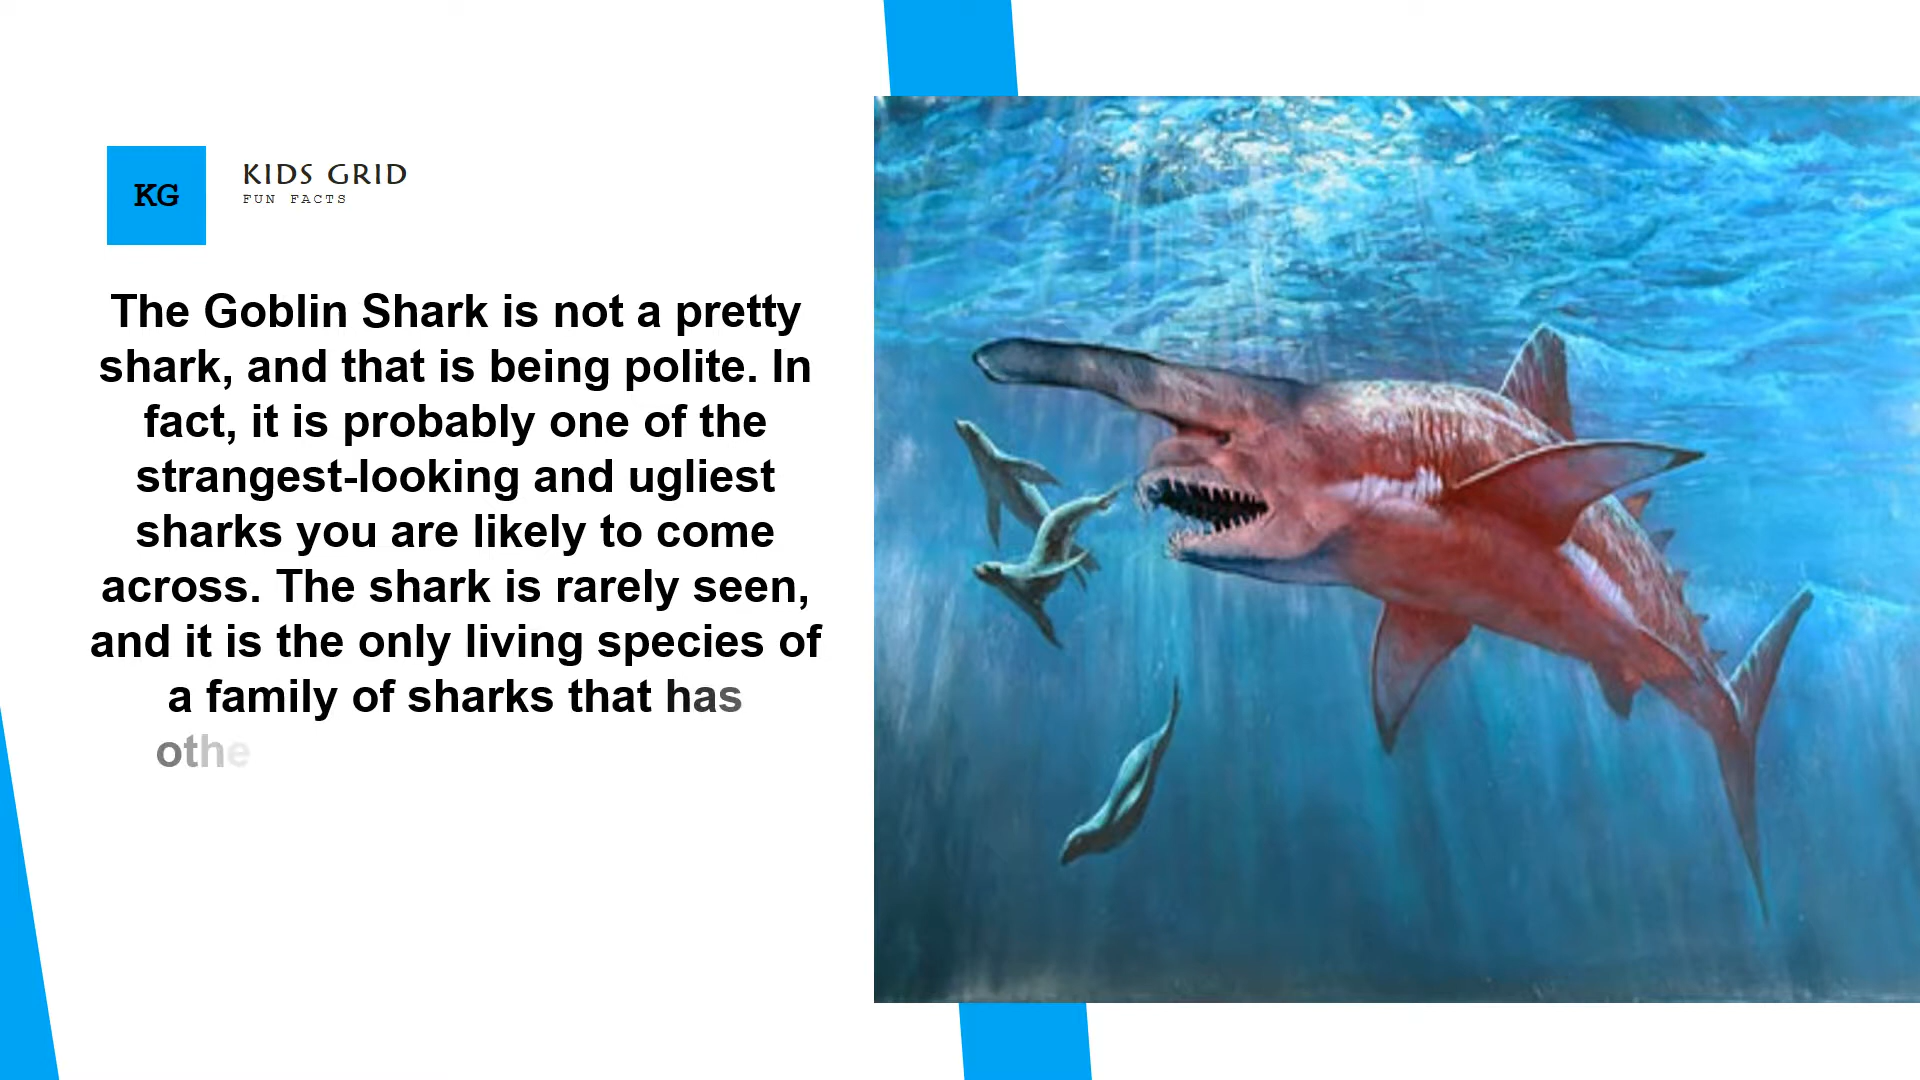 KG
KIDS GRID
FUN FACTS
The Goblin Shark is not a pretty
shark, and that is being polite. In
fact, it is probably one of the
strangest-looking and ugliest
sharks you are likely to come
across. The shark is rarely seen,
and it is the only living species of
a family of sharks that has
othe